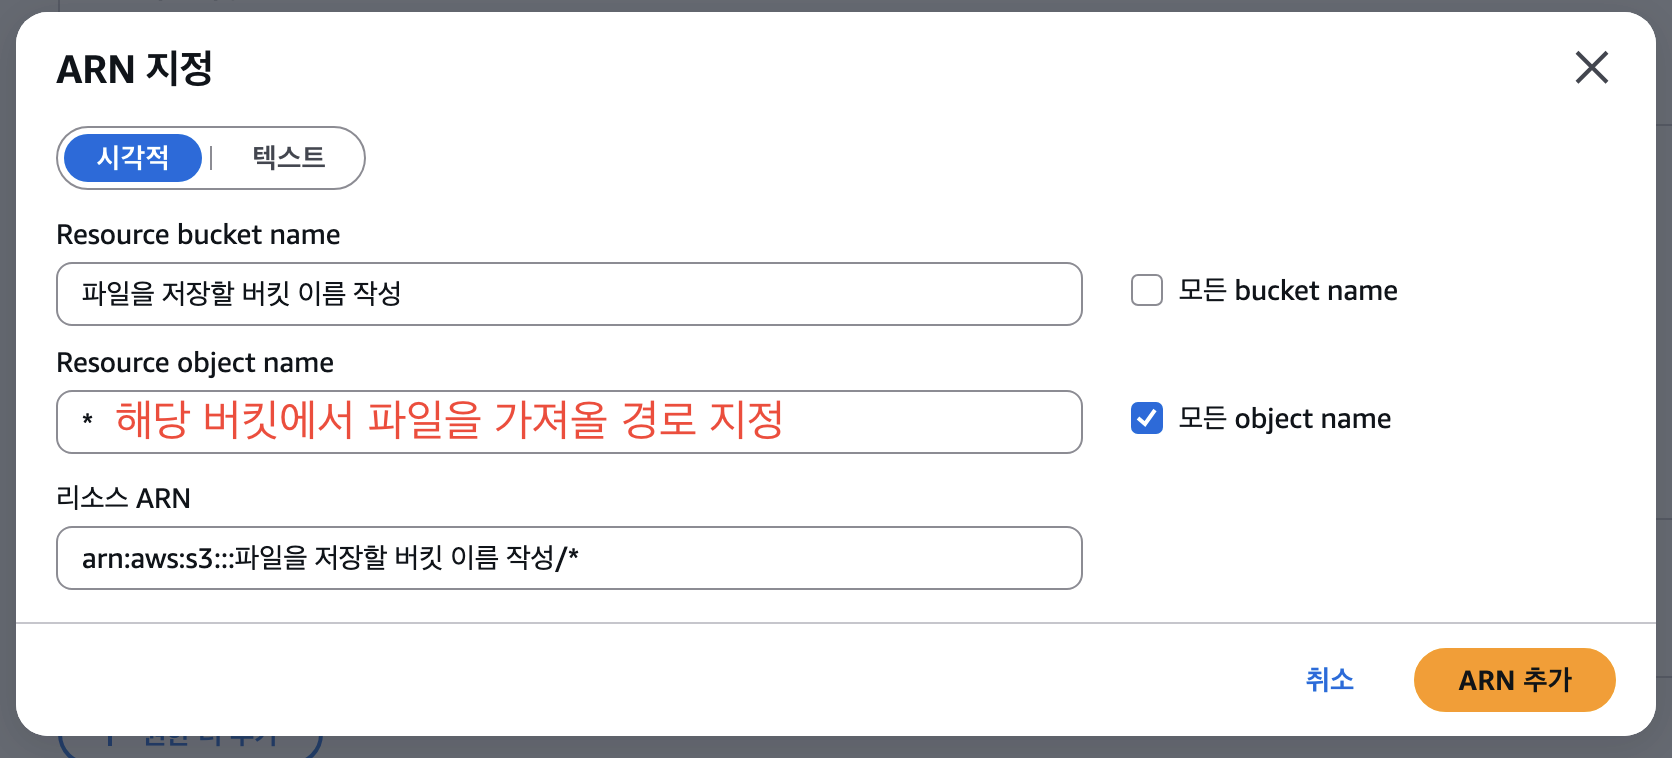 ARN 지정
시각적 | 텍스트
Resource bucket name
파일을 저장할 버킷 이름 작성
모든 bucket name
Resource object name
* 해당 버킷에서 파일을 가져올 경로 지정
모든 object name
리소스 ARN
arn:aws:s3:::파일을 저장할 버킷 이름 작성/*
취소
ARN 추가